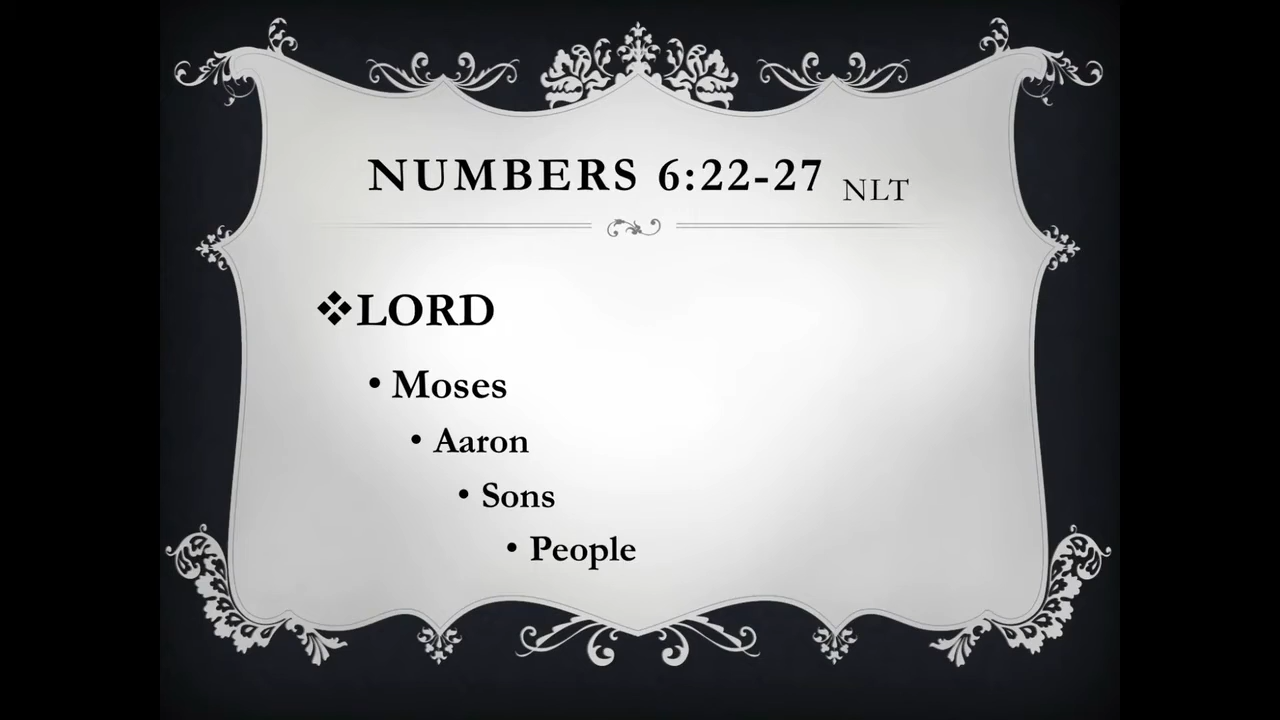 NUMBERS 6:22-27 NLT
❖LORD
• Moses
• Aaron
• Sons
• People